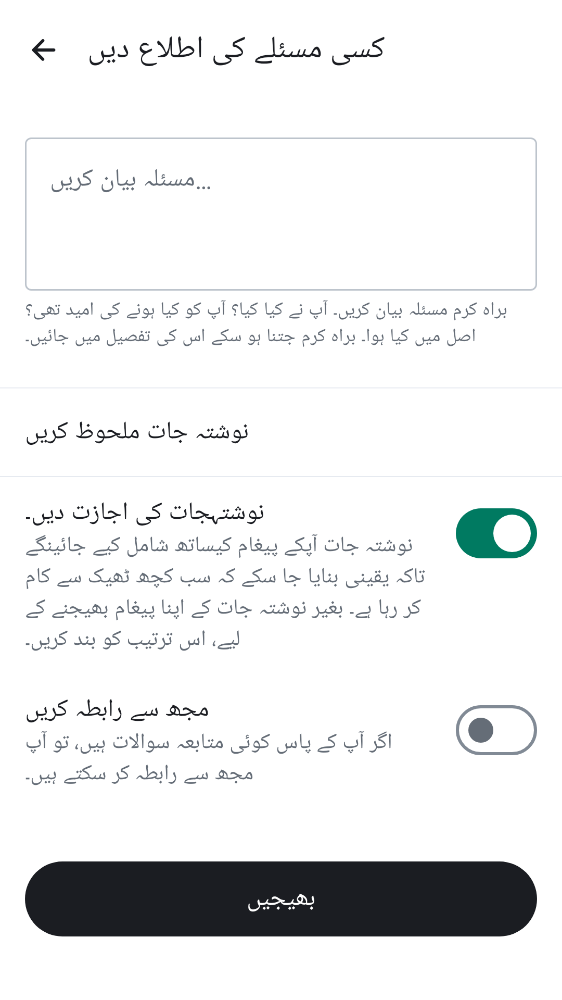 کسی مسئلے کی اطلاع دیں
مسئلہ بیان کریں...
براہ کرم مسئلہ بیان کریں۔ آپ نے کیا کیا؟ آپ کو کیا ہونے کی امید تھی؟
اصل میں کیا ہوا۔ براہ کرم جتنا ہو سکے اس کی تفصیل میں جائیں۔
نوشتہ جات ملحوظ کریں
نوشتہجات کی اجازت دیں۔
نوشتہ جات آپکے پیغام کیساتھ شامل کیے جائینگے
تاکہ یقینی بنایا جا سکے کہ سب کچھ ٹھیک سے کام
کر رہا ہے۔ بغیر نوشتہ جات کے اپنا پیغام بھیجنے کے
لیے، اس ترتیب کو بند کریں۔
مجھ سے رابطہ کریں
اگر آپ کے پاس کوئی متابعہ سوالات ہیں، تو آپ
مجھ سے رابطہ کر سکتے ہیں۔
بھیجیں